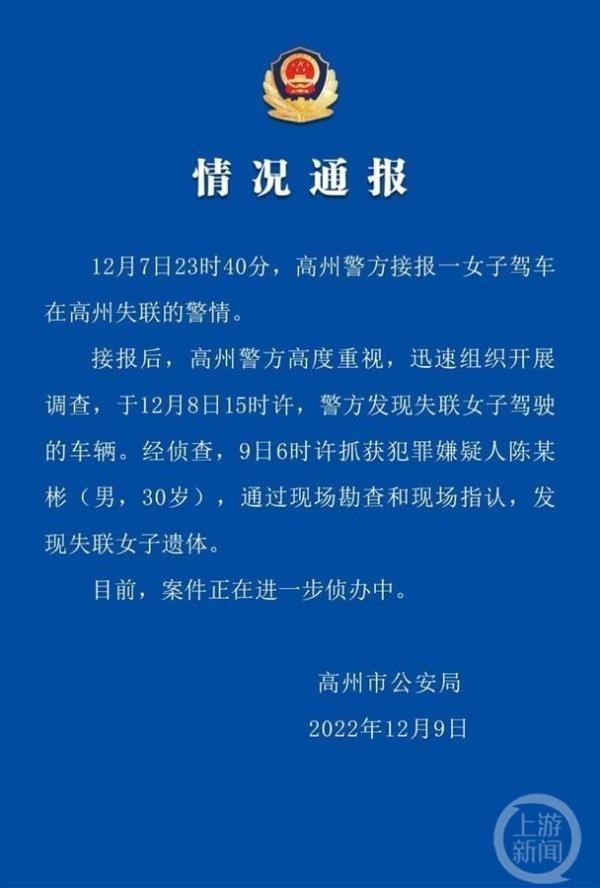 情况通报
12月7日23时40分，高州警方接报一女子驾车
在高州失联的警情。
接报后，高州警方高度重视，迅速组织开展
调查，于12月8日15时许，警方发现失联女子驾驶
的车辆。经侦查，9日6时许抓获犯罪嫌疑人陈某
彬（男，30岁），通过现场勘查和现场指认，发
现失联女子遗体。
目前，案件正在进一步侦办中。
高州市公安局
2022年12月9日
上游
新闻